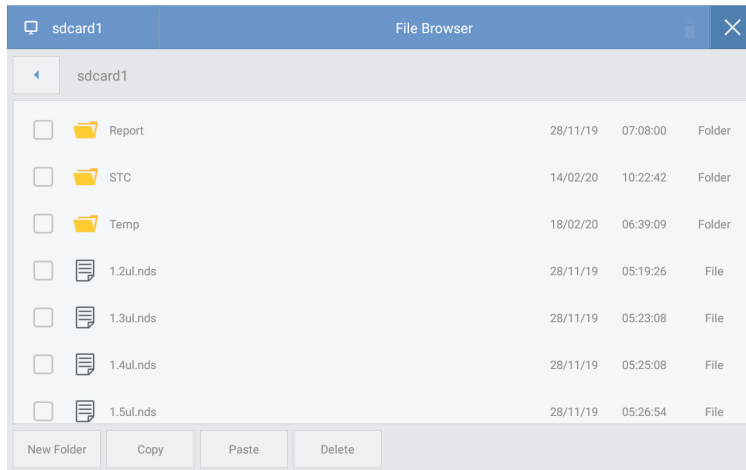 sdcard1 File Browser
sdcard1
Report 28/11/19 07:08:00 Folder
STC 14/02/20 10:22:42 Folder
Temp 18/02/20 06:39:09 Folder
1.2ul.nds 28/11/19 05:19:26 File
1.3ul.nds 28/11/19 05:23:08 File
1.4ul.nds 28/11/19 05:25:08 File
1.5ul.nds 28/11/19 05:26:54 File
New Folder Copy Paste Delete